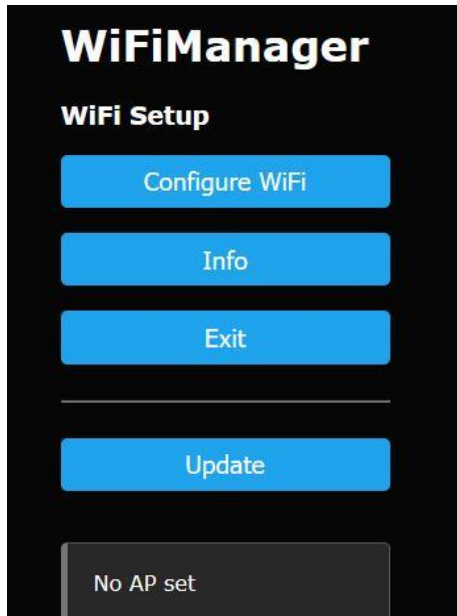 WiFiManager
WiFi Setup
Configure WiFi
Info
Exit
Update
No AP set